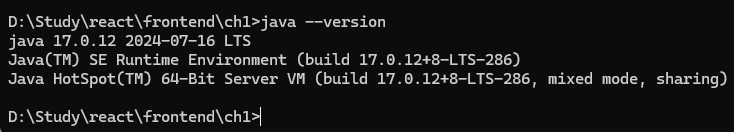 D:\Study\react\frontend\ch1>java --version
java 17.0.12 2024-07-16 LTS
Java(TM) SE Runtime Environment (build 17.0.12+8-LTS-286)
Java HotSpot(TM) 64-Bit Server VM (build 17.0.12+8-LTS-286, mixed mode, sharing)
D:\Study\react\frontend\ch1>